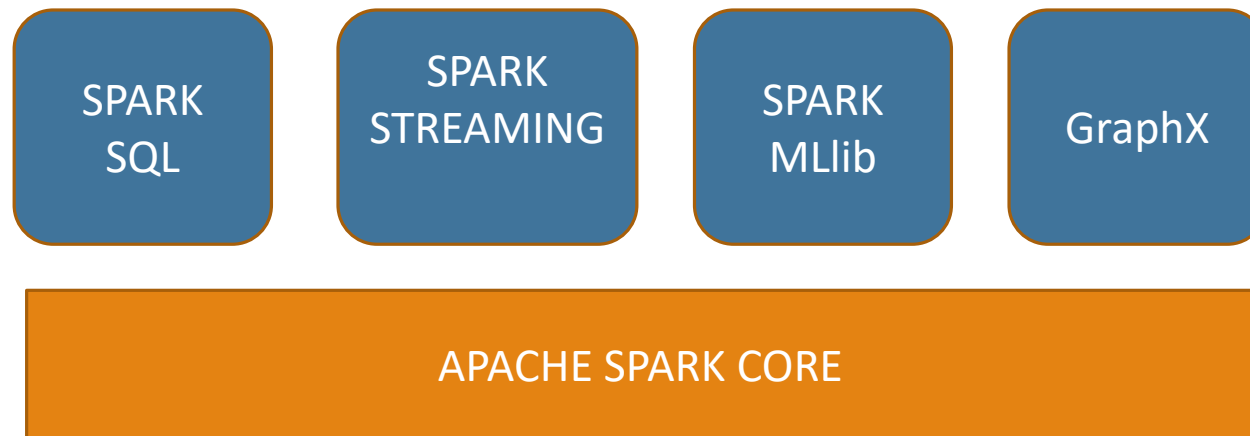 SPARK
SQL
SPARK
STREAMING
SPARK
MLlib
GraphX
APACHE SPARK CORE